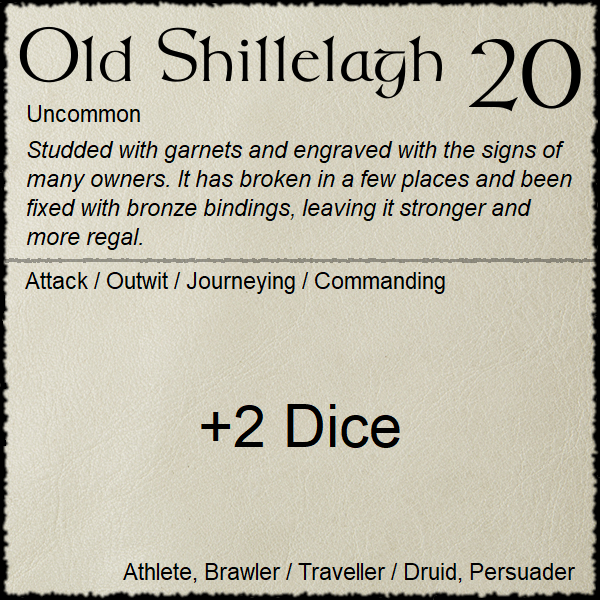 Old Shillelagh 20
Uncommon
Studded with garnets and engraved with the signs of
many owners. It has broken in a few places and been
fixed with bronze bindings, leaving it stronger and
more regal.
Attack / Outwit / Journeying / Commanding
+2 Dice
Athlete, Brawler / Traveller / Druid, Persuader